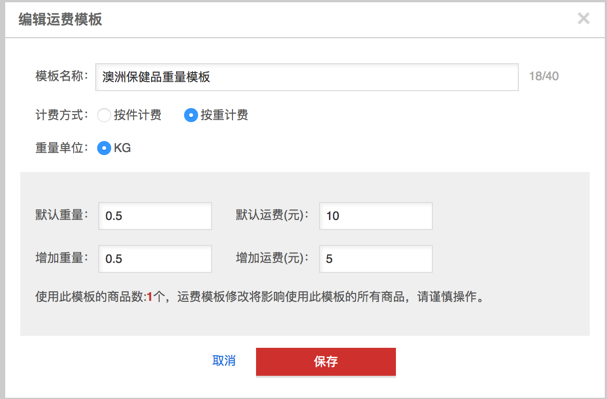 编辑运费模板
模板名称： 澳洲保健品重量模板 18/40
计费方式： 按件计费 按重计费
重量单位： KG
默认重量： 0.5 默认运费(元)： 10
增加重量： 0.5 增加运费(元)： 5
使用此模板的商品数:1个，运费模板修改将影响使用此模板的所有商品，请谨慎操作。
取消 保存